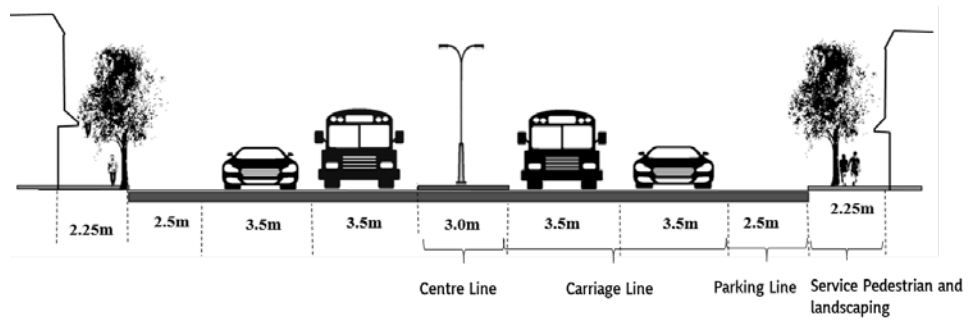 2.25m 2.5m 3.5m 3.5m 3.0m 3.5m 3.5m 2.5m 2.25m
Centre Line Carriage Line Parking Line Service Pedestrian and
landscaping